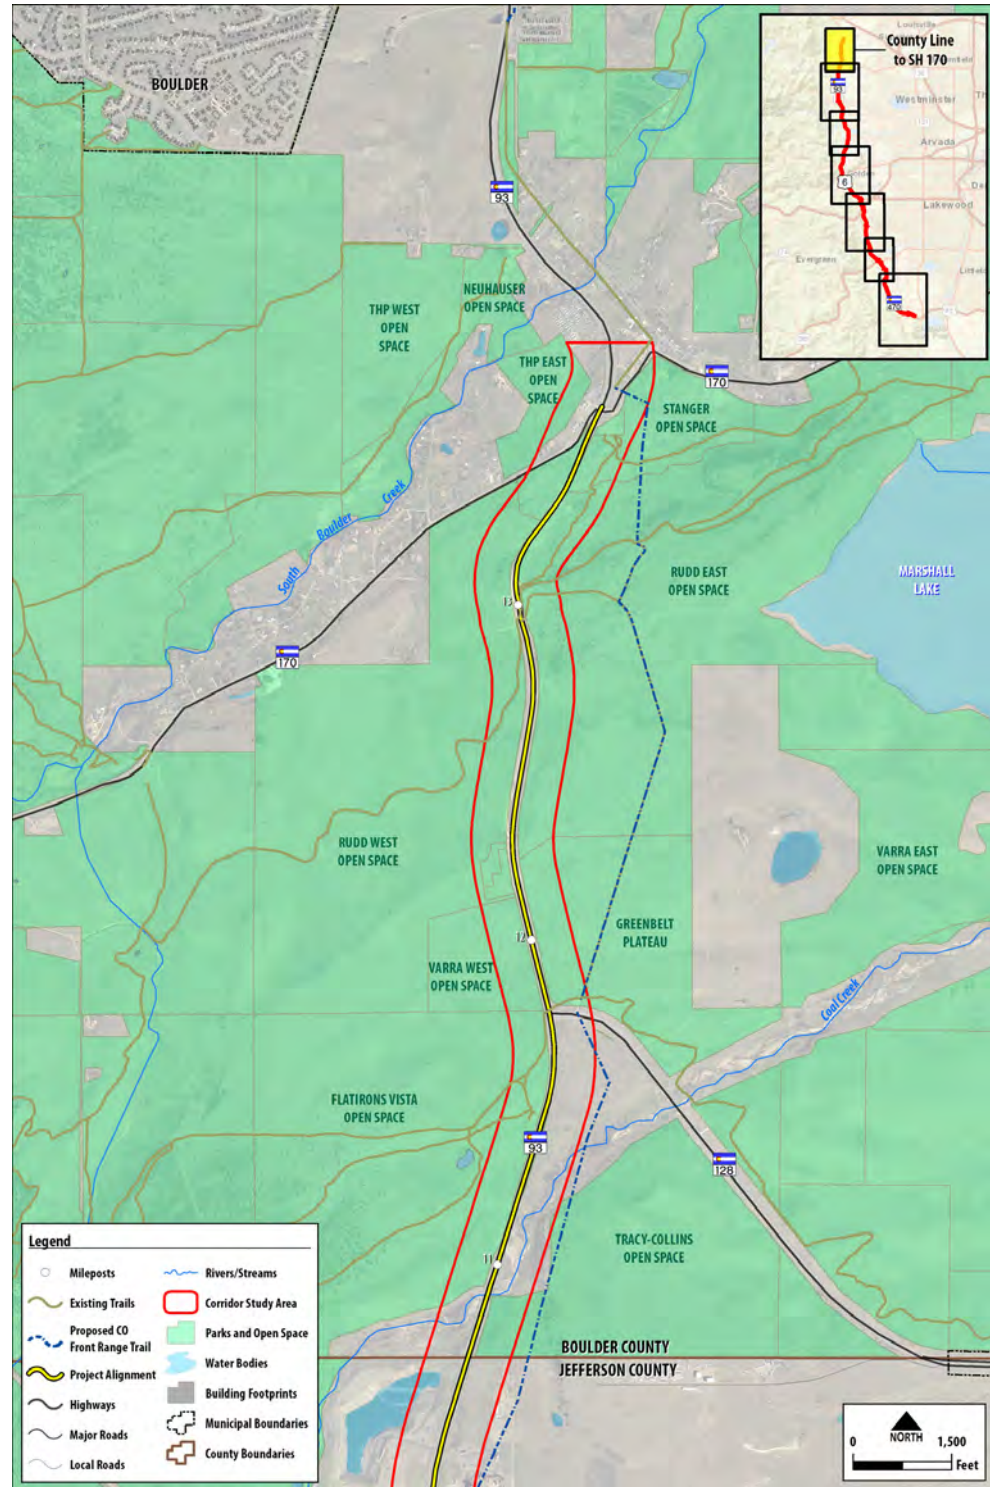 BOULDER
93
NEUHAUSER
OPEN SPACE
THP WEST
OPEN
SPACE
THP EAST
OPEN
SPACE
170
STANGER
OPEN SPACE
South Boulder Creek
RUDD EAST
OPEN SPACE
MARSHALL
LAKE
13
170
RUDD WEST
OPEN SPACE
VARRA EAST
OPEN SPACE
GREENBELT
PLATEAU
12
VARRA WEST
OPEN SPACE
Coal Creek
FLATIRONS VISTA
OPEN SPACE
93
128
TRACY-COLLINS
OPEN SPACE
11
BOULDER COUNTY
JEFFERSON COUNTY
County Line
to SH 170
Louisville
93
Westminster
Arvada
6
Golden
Lakewood
Evergreen
470
Legend
Mileposts
Existing Trails
Proposed CO
Front Range Trail
Project Alignment
Highways
Major Roads
Local Roads
Rivers/Streams
Corridor Study Area
Parks and Open Space
Water Bodies
Building Footprints
Municipal Boundaries
County Boundaries
NORTH
0 1,500
Feet